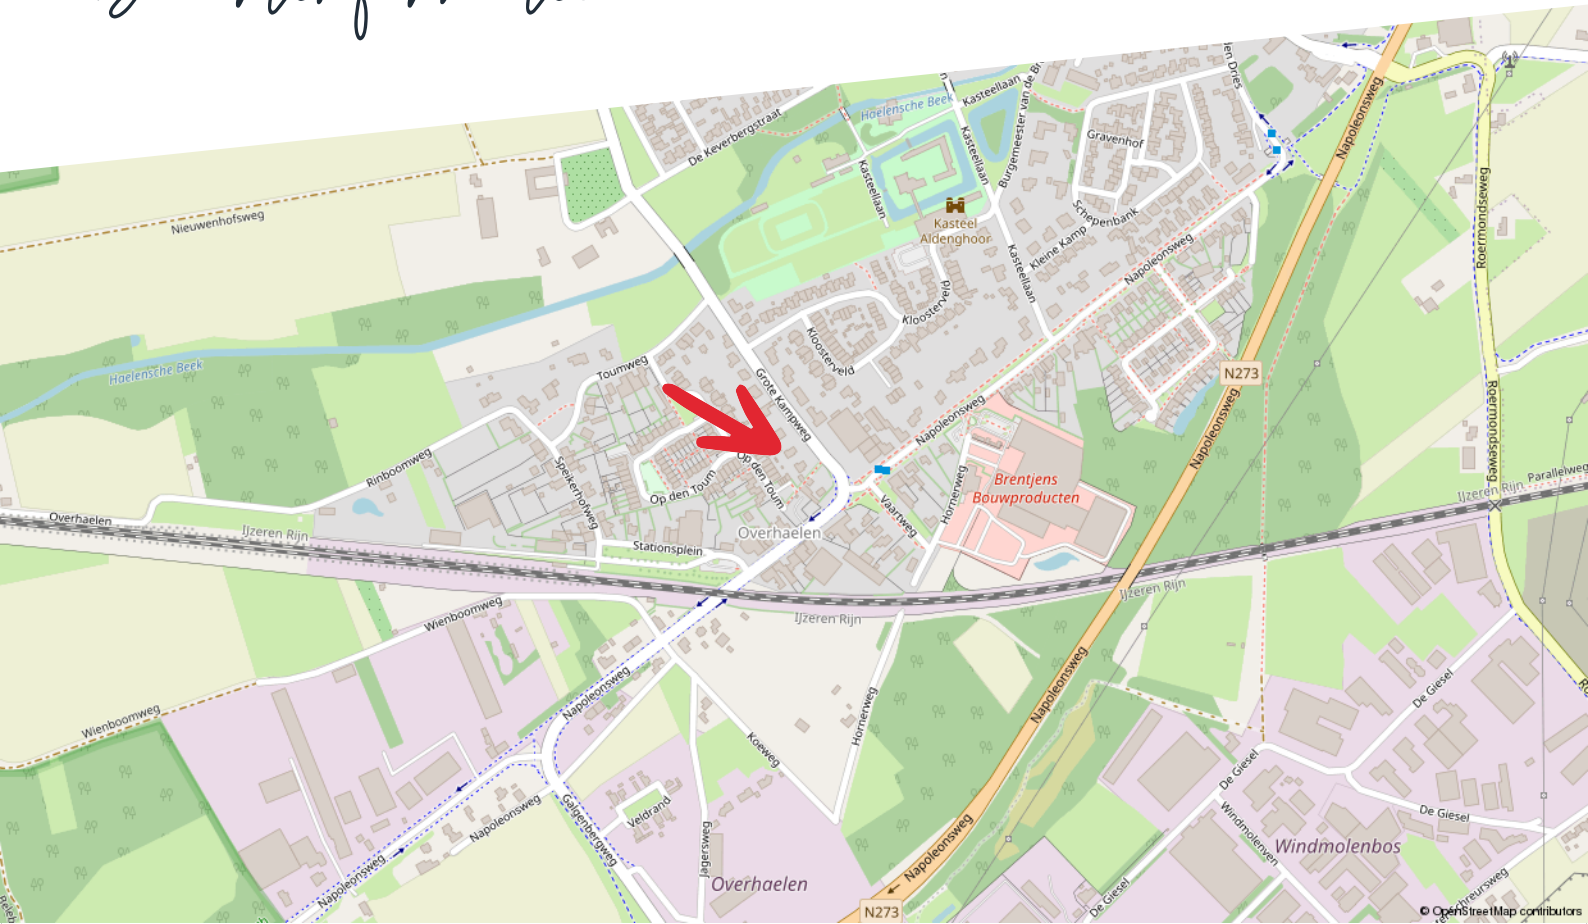 Kasteellaan
Haelensche Beek
De Keverbergstraat
Burgemeester van de
Gravenhof
Napoleonsweg
Kasteellaan
Kasteellaan
Schepenbank
Roermondseweg
Nieuwenhofsweg
Kasteel
Aldenghoor
Kleine Kamp
Napoleonsweg
Kasteellaan
Kloosterveld
Kloosterveld
Toumweg
Haelensche Beek
N273
Grote Kampweg
Napoleonsweg
Napoleonsweg
Roermondseweg
Rinboomweg
Op den Toum
Op den Toum
Speikerhofweg
Brentjens
Bouwproducten
Hornerweg
Parallelweg
IJzeren Rijn
Overhaelen
IJzeren Rijn
Vaartweg
Overhaelen
Stationsplein
IJzeren Rijn
IJzeren Rijn
Wienboomweg
Napoleonsweg
Napoleonsweg
De Giesel
Wienboomweg
Hornerweg
Koeweg
De Giesel
Veldrand
Galgenbergweg
Napoleonsweg
Jagersweg
Napoleonsweg
De Giesel
Windmolenven
Windmolenbos
Napoleonsweg
Overhaelen
De Giesel
N273
© OpenStreetMap contributors